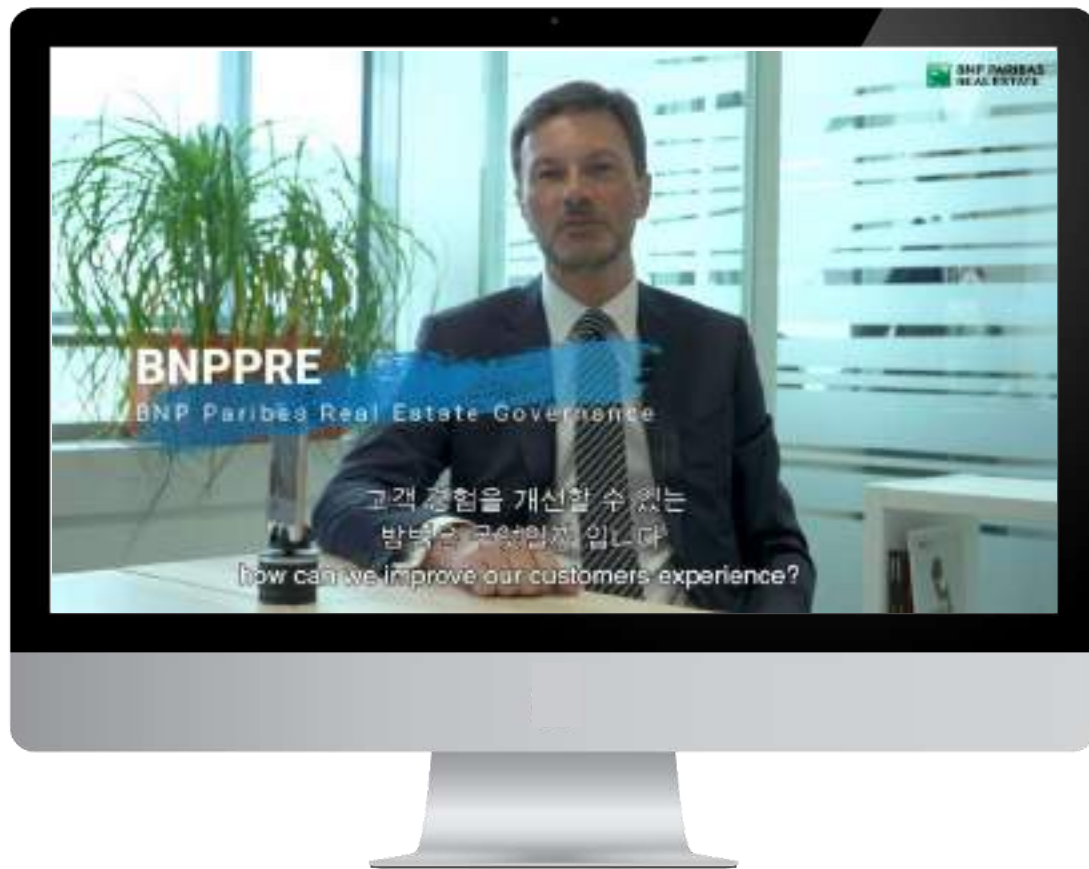 BNP PARIBAS
REAL ESTATE
BNPPRE
BNP Paribas Real Estate Governance
고객 경험을 개선할 수 있는
how can we improve our customers experience?